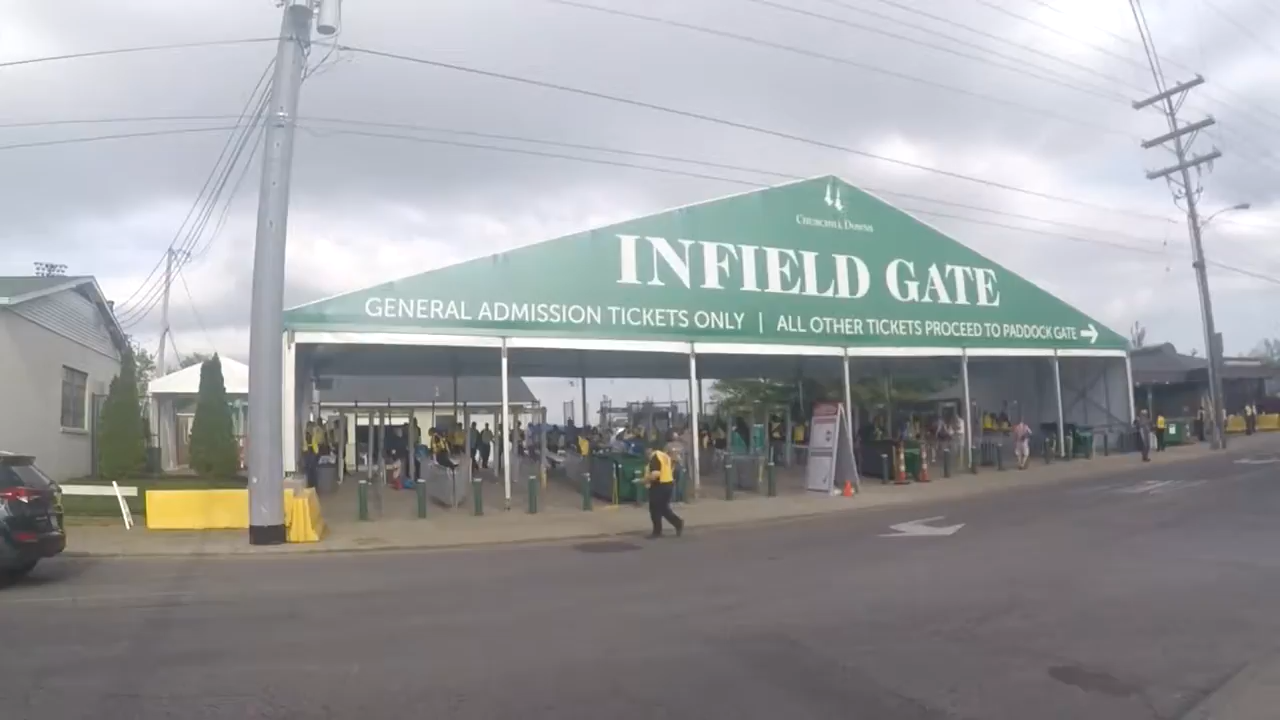 Churchill Downs
INFIELD GATE
GENERAL ADMISSION TICKETS ONLY | ALL OTHER TICKETS PROCEED TO PADDOCK GATE →